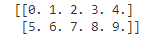 [[0. 1. 2. 3. 4.]
[5. 6. 7. 8. 9.]]